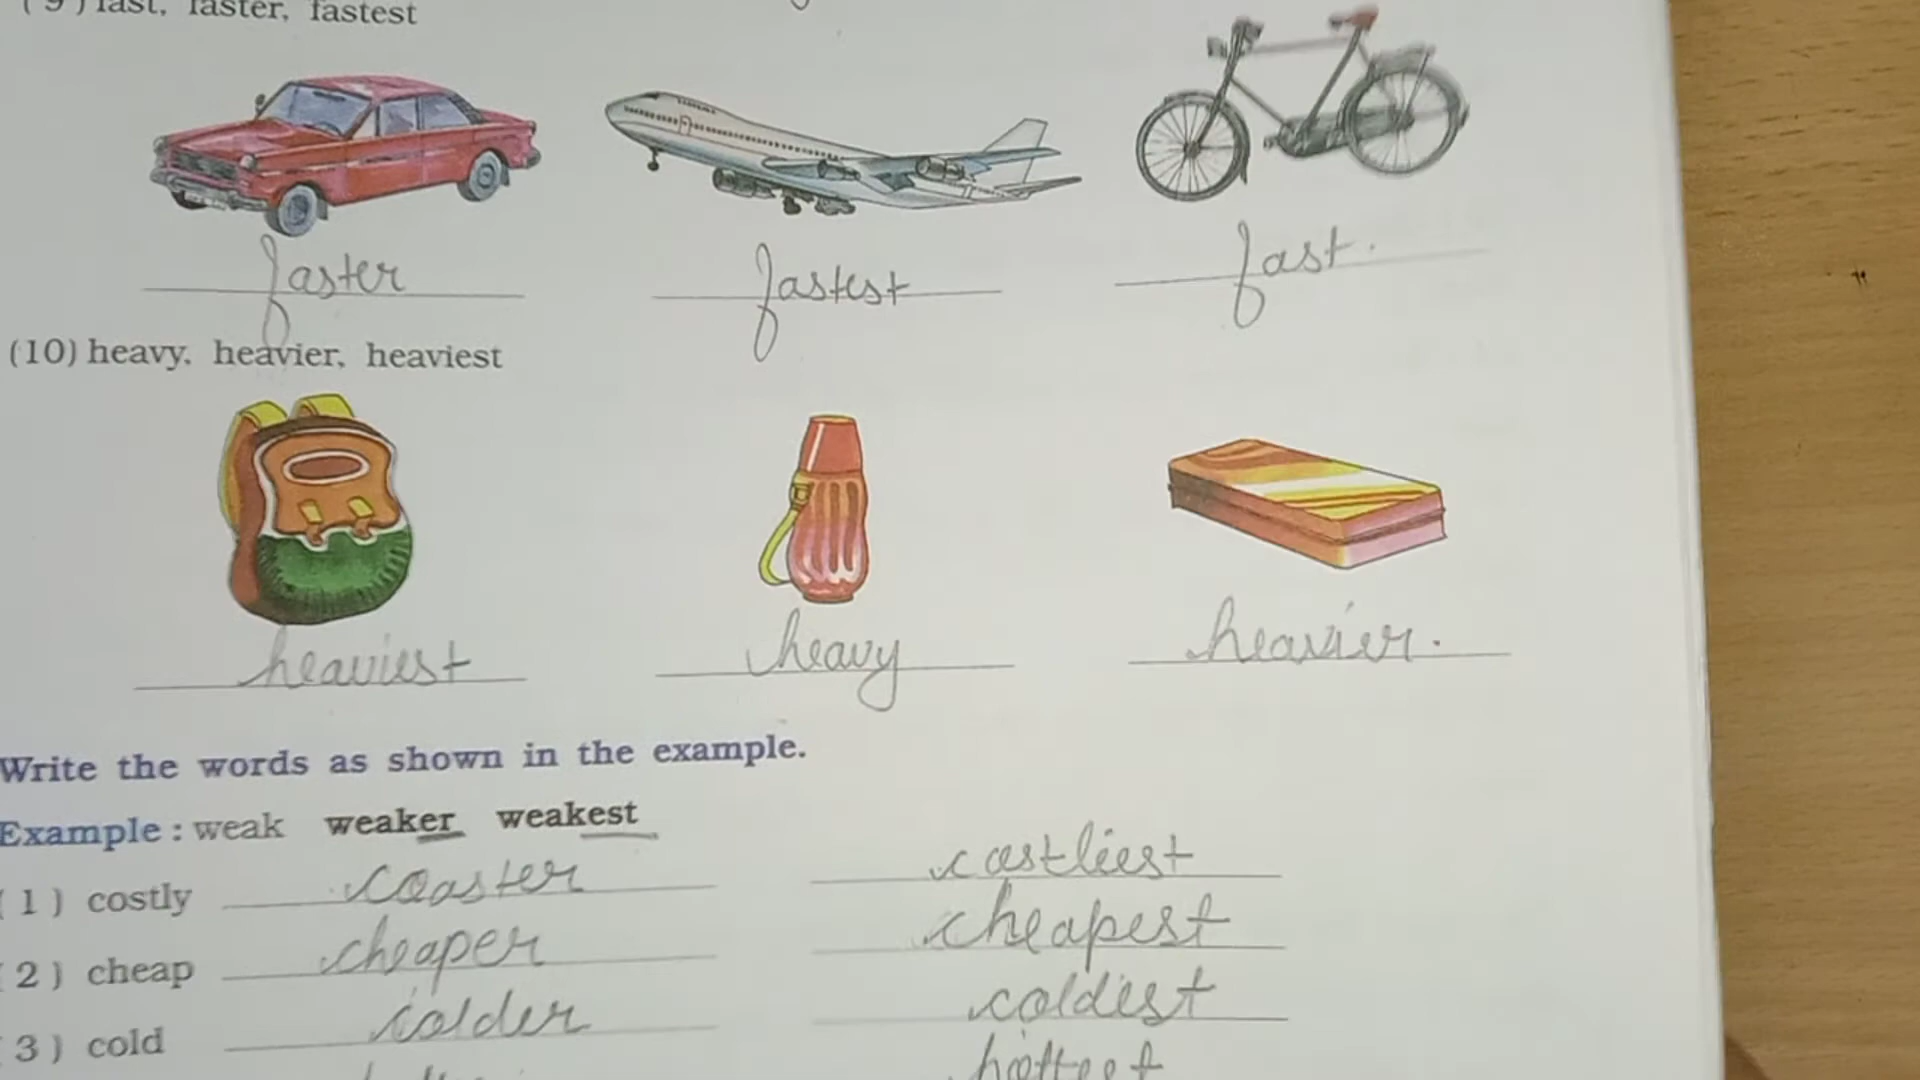 (9) fast, faster, fastest
faster fastest fast.
(10) heavy, heavier, heaviest
heaviest heavy heavier.
Write the words as shown in the example.
Example : weak weaker weakest
(1) costly coaster costliest
(2) cheap cheaper cheapest
(3) cold colder coldest
hottest